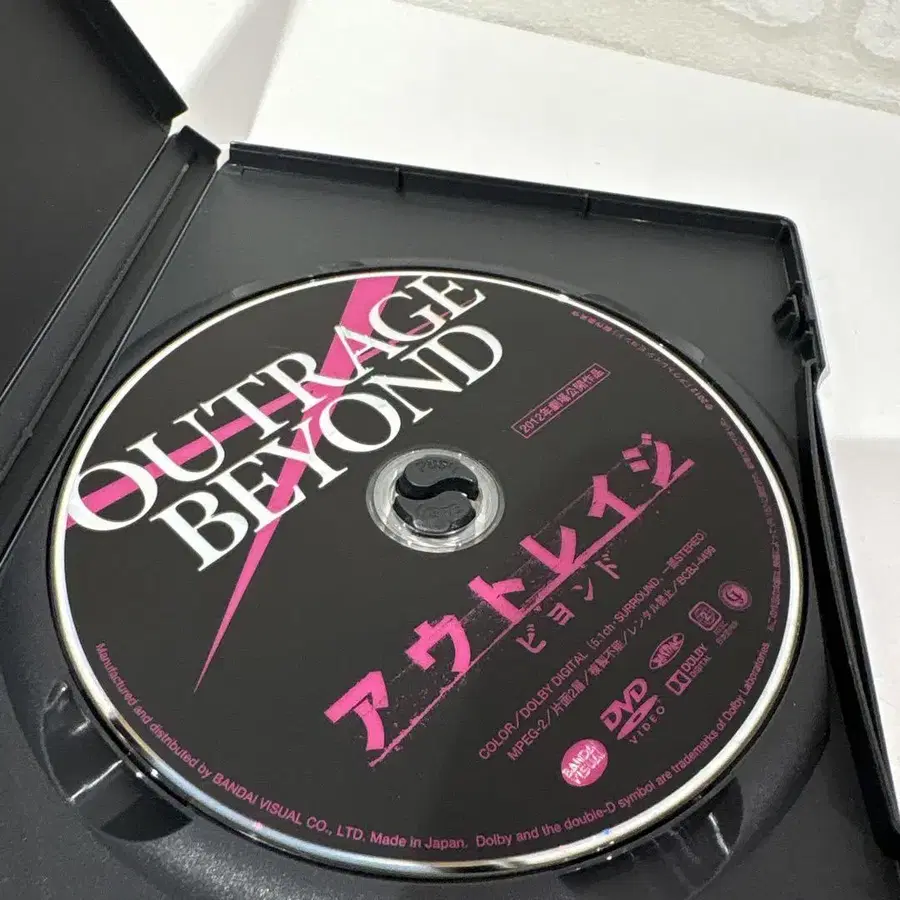 OUTRAGE
BEYOND
2012年劇場公開作品
アウトレイジ
ビヨンド
COLOR/DOLBY DIGITAL (5.1ch・SURROUND、一部STEREO)
MPEG-2/片面2層/複製不能/レンタル禁止/BCBJ-4499
BANDAI
VISUAL
DVD
VIDEO
DOLBY
DIGITAL
2
Manufactured and distributed by BANDAI VISUAL CO., LTD. Made in Japan. Dolby and the double-D symbol are trademarks of Dolby Laboratories
PUSH